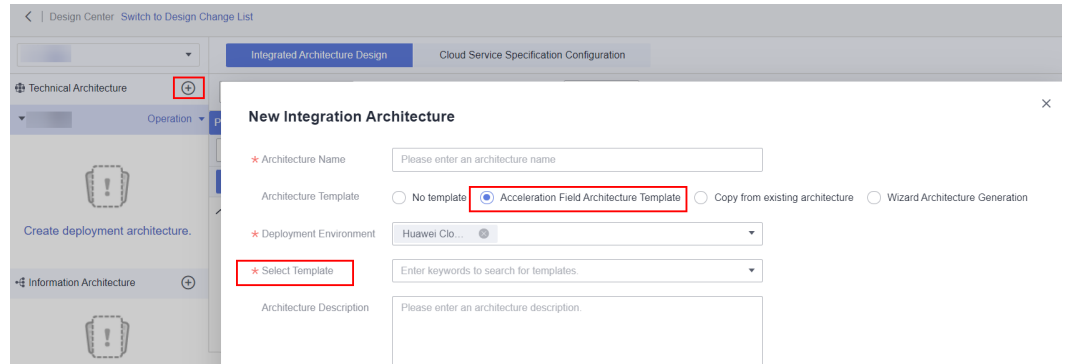 Design Center Switch to Design Change List
Integrated Architecture Design
Cloud Service Specification Configuration
Technical Architecture
Operation
Create deployment architecture.
Information Architecture
New Integration Architecture
* Architecture Name
Please enter an architecture name
Architecture Template
No template
Acceleration Field Architecture Template
Copy from existing architecture
Wizard Architecture Generation
* Deployment Environment
Huawei Clo...
* Select Template
Enter keywords to search for templates.
Architecture Description
Please enter an architecture description.